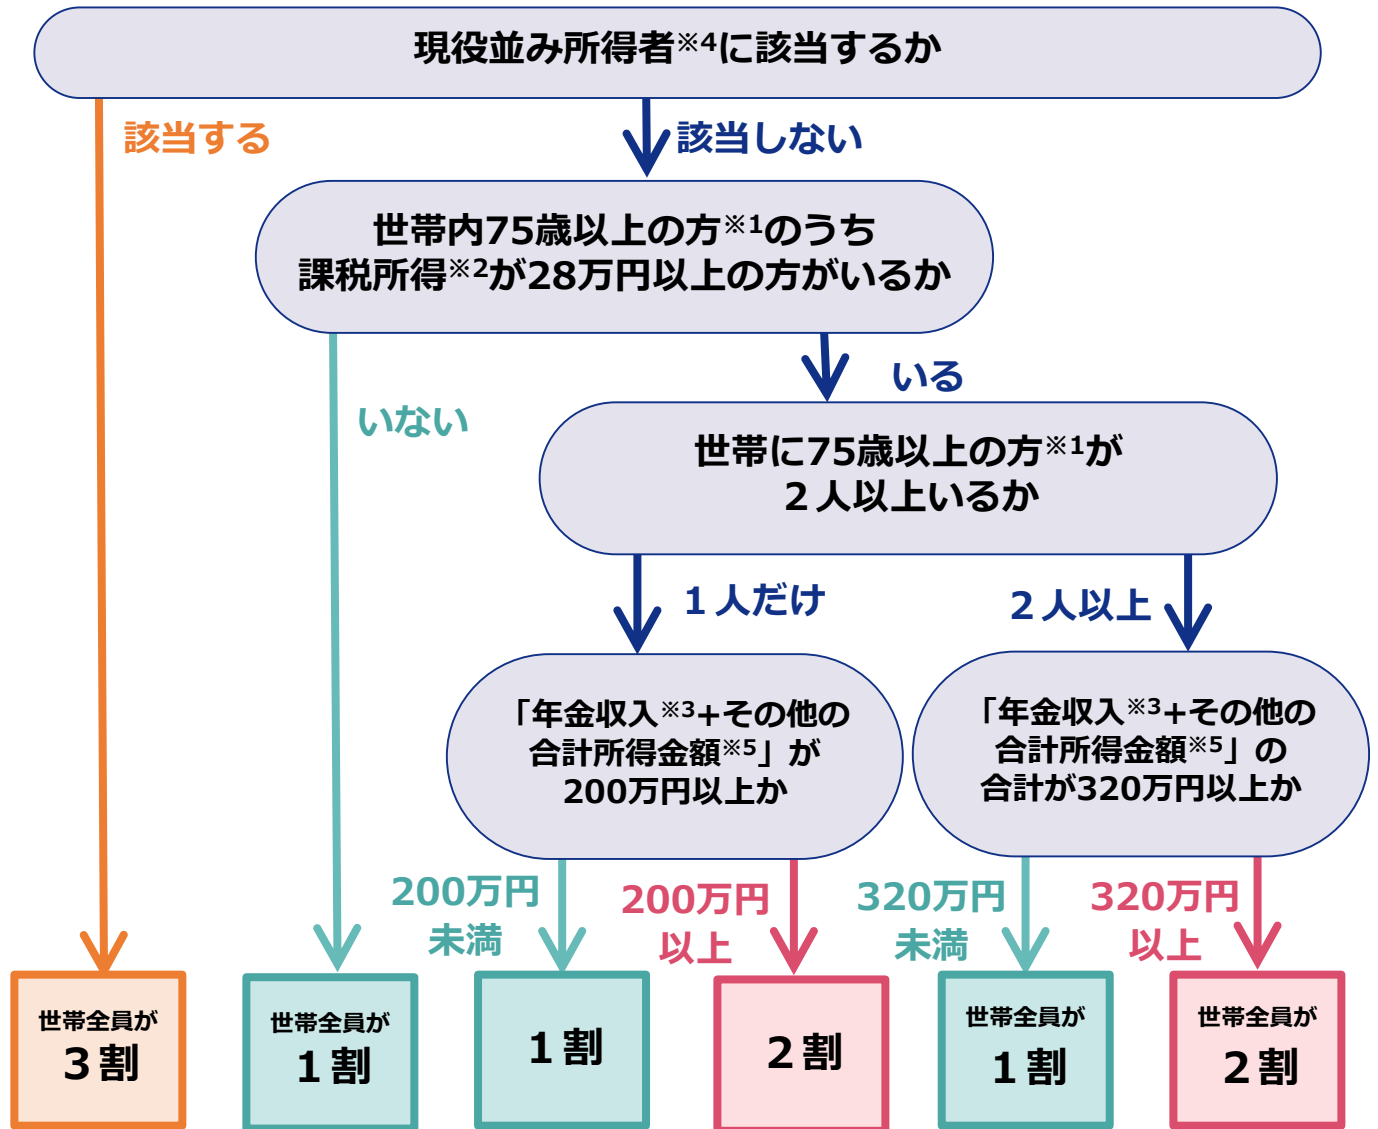 現役並み所得者※4に該当するか
該当する
該当しない
世帯内75歳以上の方※1のうち
課税所得※2が28万円以上の方がいるか
いない
いる
世帯に75歳以上の方※1が
２人以上いるか
１人だけ
２人以上
「年金収入※3+その他の
合計所得金額※5」が
200万円以上か
「年金収入※3+その他の
合計所得金額※5」の
合計が320万円以上か
200万円
未満
200万円
以上
320万円
未満
320万円
以上
世帯全員が
３割
世帯全員が
１割
１割
２割
世帯全員が
１割
世帯全員が
２割